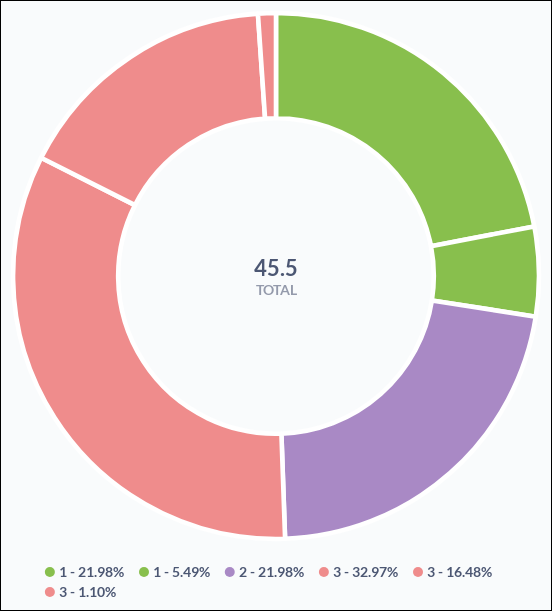 45.5
TOTAL
1 - 21.98% 1 - 5.49% 2 - 21.98% 3 - 32.97% 3 - 16.48%
3 - 1.10%